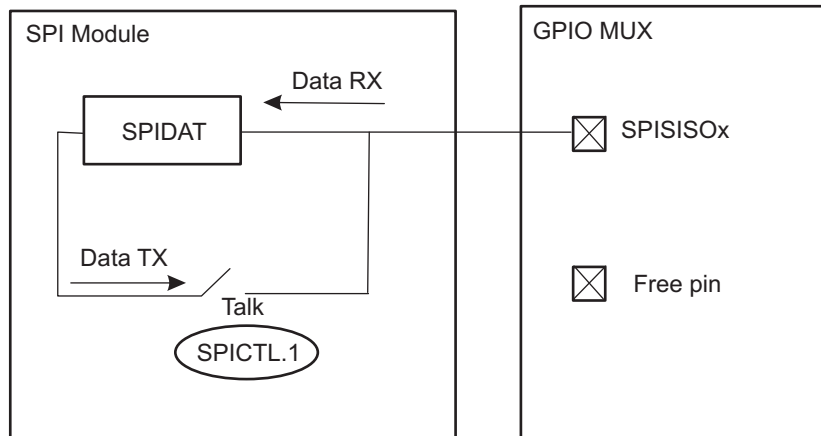 SPI Module
GPIO MUX
Data RX
SPIDAT
SPISISOx
Data TX
Free pin
Talk
SPICTL.1